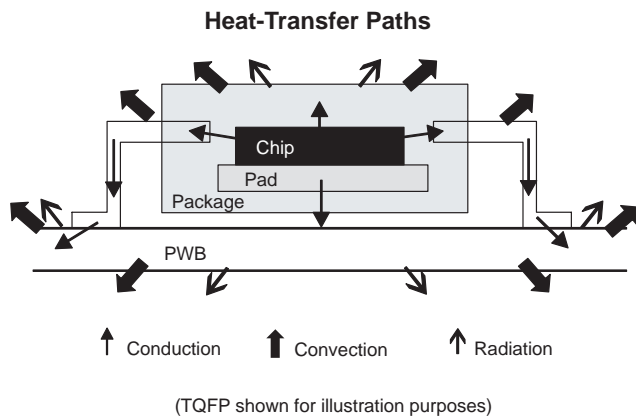 Heat-Transfer Paths
Chip
Pad
Package
PWB
Conduction
Convection
Radiation
(TQFP shown for illustration purposes)